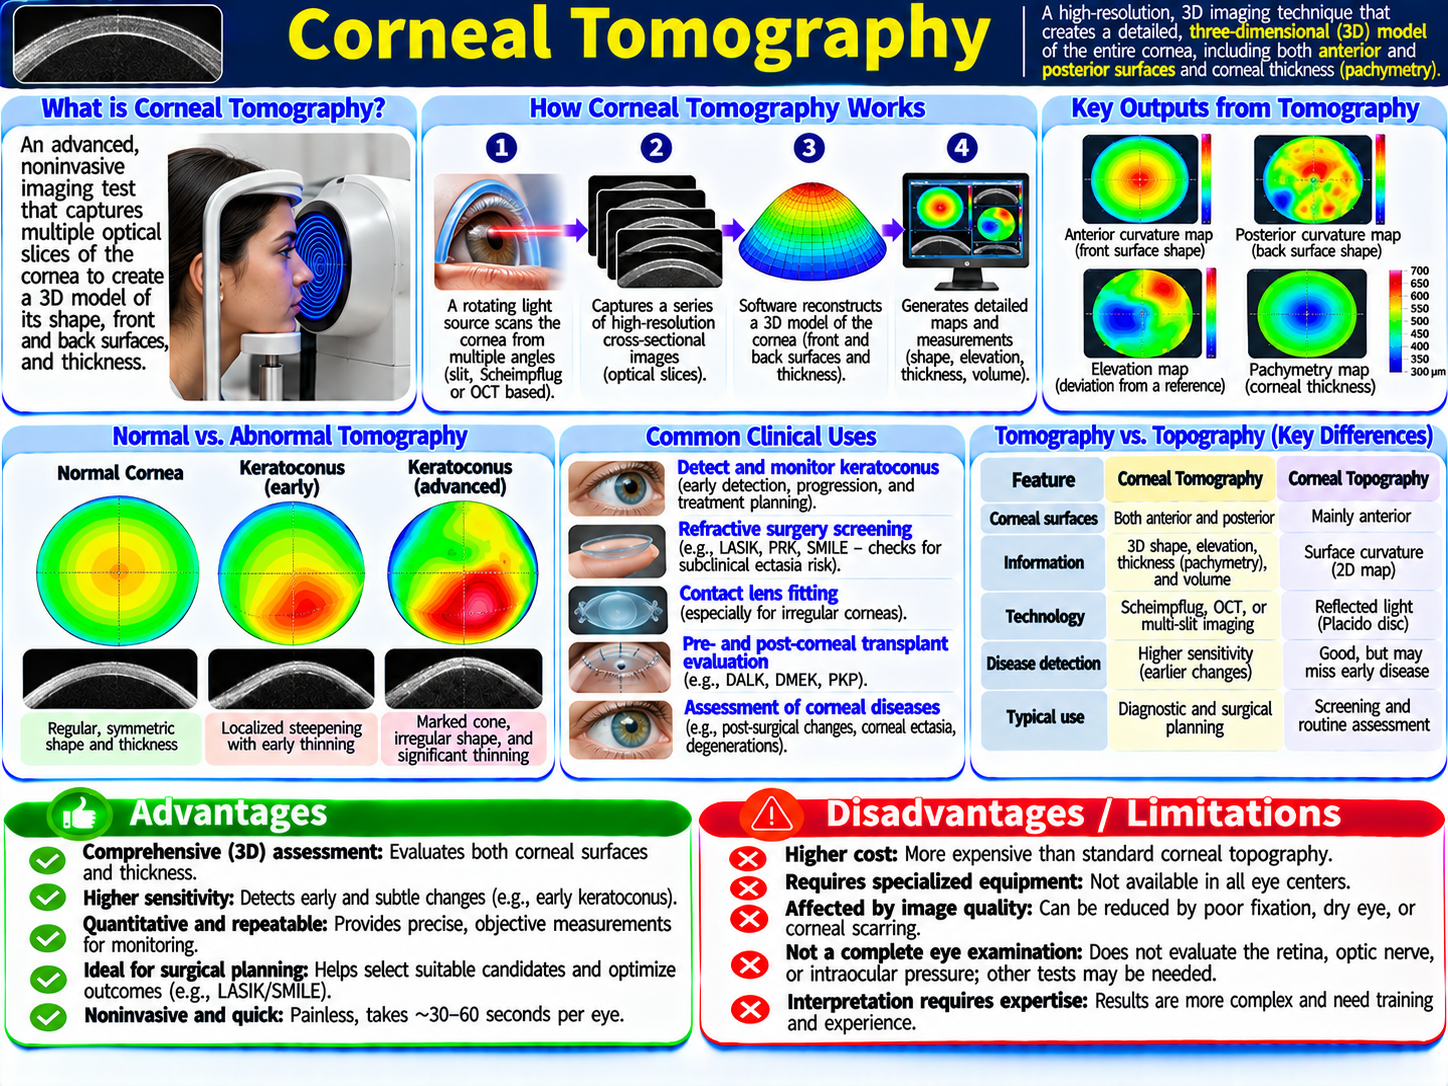 Corneal Tomography
A high-resolution, 3D imaging technique that
creates a detailed, three-dimensional (3D) model
of the entire cornea, including both anterior and
posterior surfaces and corneal thickness (pachymetry).
What is Corneal Tomography?
An advanced,
noninvasive
imaging test
that captures
multiple optical
slices of the
cornea to create
a 3D model of
its shape, front
and back surfaces,
and thickness.
How Corneal Tomography Works
1
A rotating light
source scans the
cornea from
multiple angles
(slit, Scheimpflug
or OCT based).
2
Captures a series
of high-resolution
cross-sectional
images
(optical slices).
3
Software reconstructs
a 3D model of the
cornea (front and
back surfaces and
thickness).
4
Generates detailed
maps and
measurements
(shape, elevation,
thickness, volume).
Key Outputs from Tomography
Anterior curvature map
(front surface shape)
Posterior curvature map
(back surface shape)
Elevation map
(deviation from a reference)
Pachymetry map
(corneal thickness)
700
650
600
550
500
450
400
350
300 µm
Normal vs. Abnormal Tomography
Normal Cornea
Regular, symmetric
shape and thickness
Keratoconus
(early)
Localized steepening
with early thinning
Keratoconus
(advanced)
Marked cone,
irregular shape, and
significant thinning
Common Clinical Uses
Detect and monitor keratoconus
(early detection, progression, and
treatment planning).
Refractive surgery screening
(e.g., LASIK, PRK, SMILE – checks for
subclinical ectasia risk).
Contact lens fitting
(especially for irregular corneas).
Pre- and post-corneal transplant
evaluation
(e.g., DALK, DMEK, PKP).
Assessment of corneal diseases
(e.g., post-surgical changes, corneal ectasia,
degenerations).
Tomography vs. Topography (Key Differences)
Feature Corneal Tomography Corneal Topography
Corneal surfaces Both anterior and posterior Mainly anterior
Information 3D shape, elevation,
thickness (pachymetry),
and volume
Surface curvature
(2D map)
Technology Scheimpflug, OCT, or
multi-slit imaging
Reflected light
(Placido disc)
Disease detection Higher sensitivity
(earlier changes)
Good, but may
miss early disease
Typical use Diagnostic and surgical
planning
Screening and
routine assessment
Advantages
Comprehensive (3D) assessment: Evaluates both corneal surfaces
and thickness.
Higher sensitivity: Detects early and subtle changes (e.g., early keratoconus).
Quantitative and repeatable: Provides precise, objective measurements
for monitoring.
Ideal for surgical planning: Helps select suitable candidates and optimize
outcomes (e.g., LASIK/SMILE).
Noninvasive and quick: Painless, takes ~30–60 seconds per eye.
Disadvantages / Limitations
Higher cost: More expensive than standard corneal topography.
Requires specialized equipment: Not available in all eye centers.
Affected by image quality: Can be reduced by poor fixation, dry eye, or
corneal scarring.
Not a complete eye examination: Does not evaluate the retina, optic nerve,
or intraocular pressure; other tests may be needed.
Interpretation requires expertise: Results are more complex and need training
and experience.